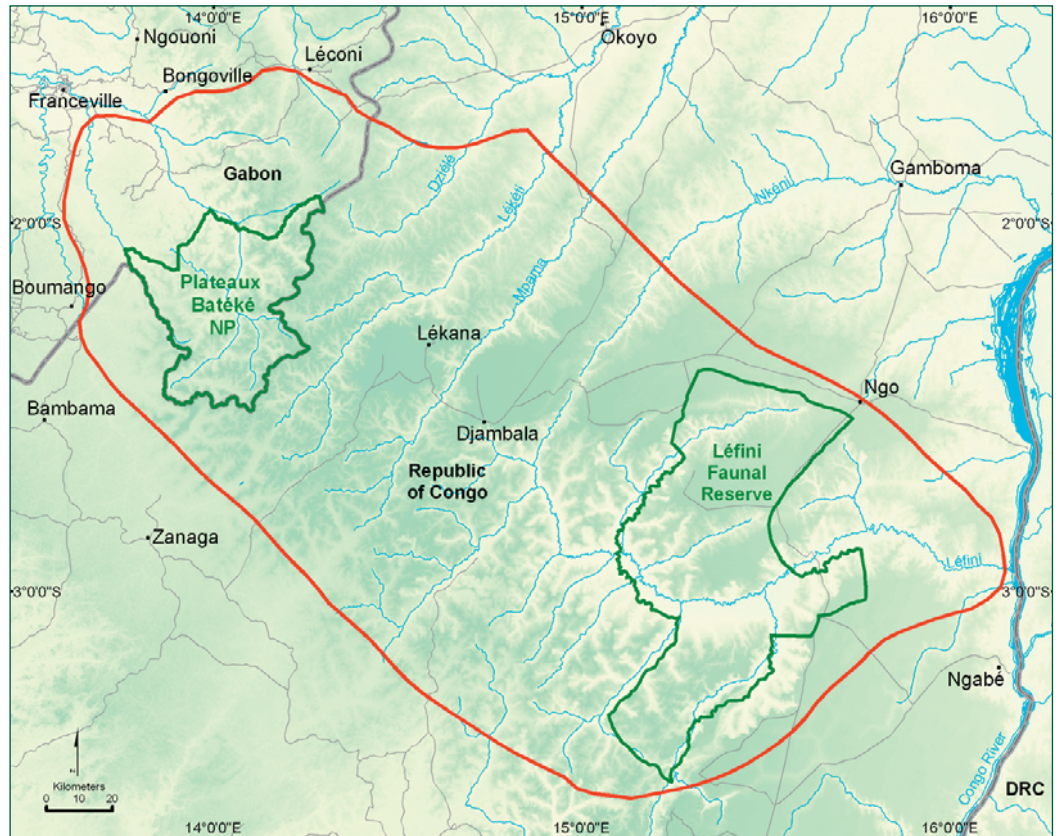 14°0'0"E
15°0'0"E
16°0'0"E
Ngouoni
Okoyo
Léconi
Bongoville
Franceville
Gabon
Dziélé
Lékéti
Nkéni
Gamboma
2°0'0"S
2°0'0"S
Plateaux
Batéké
NP
Mpama
Boumango
Lékana
Ngo
Bambama
Djambala
Léfini
Faunal
Reserve
Republic
of Congo
Zanaga
Léfini
3°0'0"S
3°0'0"S
Ngabé
N
Kilometers
0 10 20
Congo River
DRC
14°0'0"E
15°0'0"E
16°0'0"E